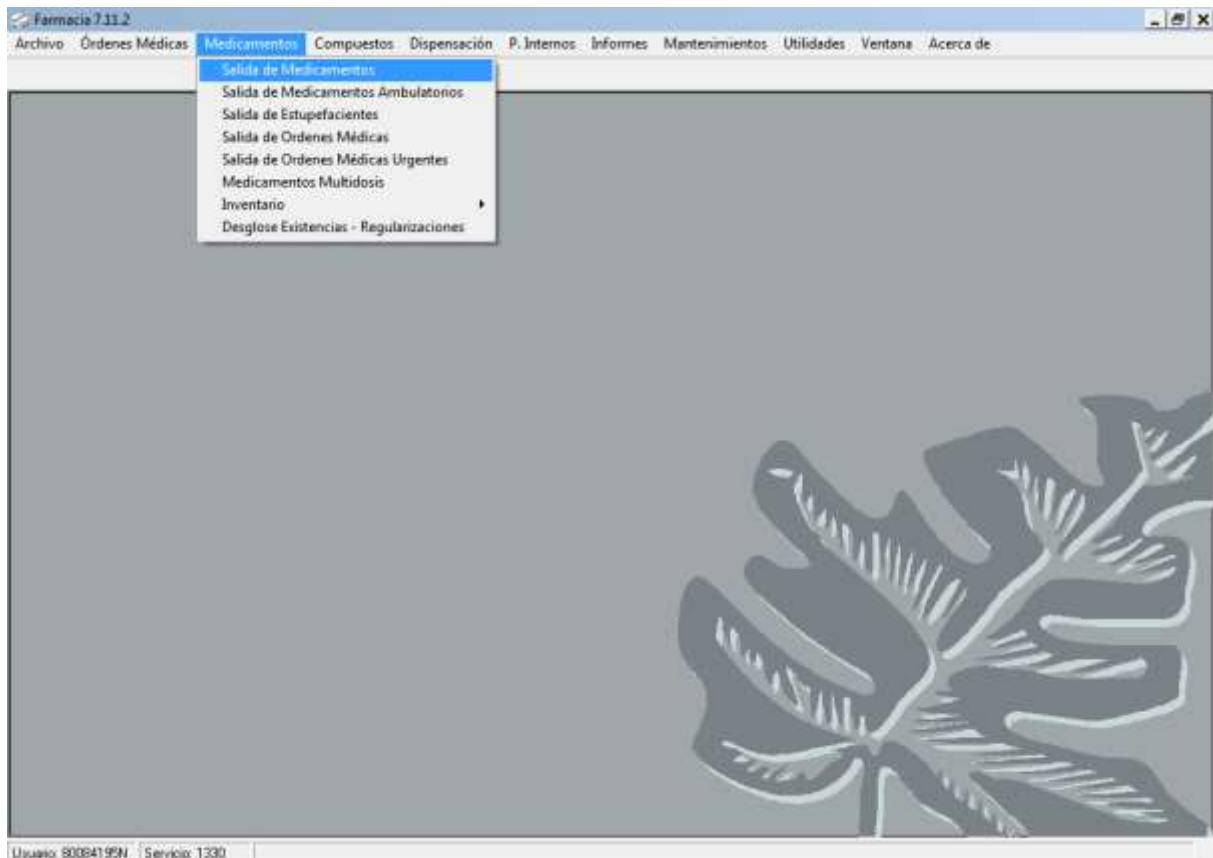 Farmacia 7.11.2
Archivo Órdenes Médicas Medicamentos Compuestos Dispensación P. Internos Informes Mantenimientos Utilidades Ventana Acerca de
Salida de Medicamentos
Salida de Medicamentos Ambulatorios
Salida de Estupefacientes
Salida de Ordenes Médicas
Salida de Ordenes Médicas Urgentes
Medicamentos Multidosis
Inventario
Desglose Existencias - Regularizaciones
Usuario: 80084195N Servicio: 1330